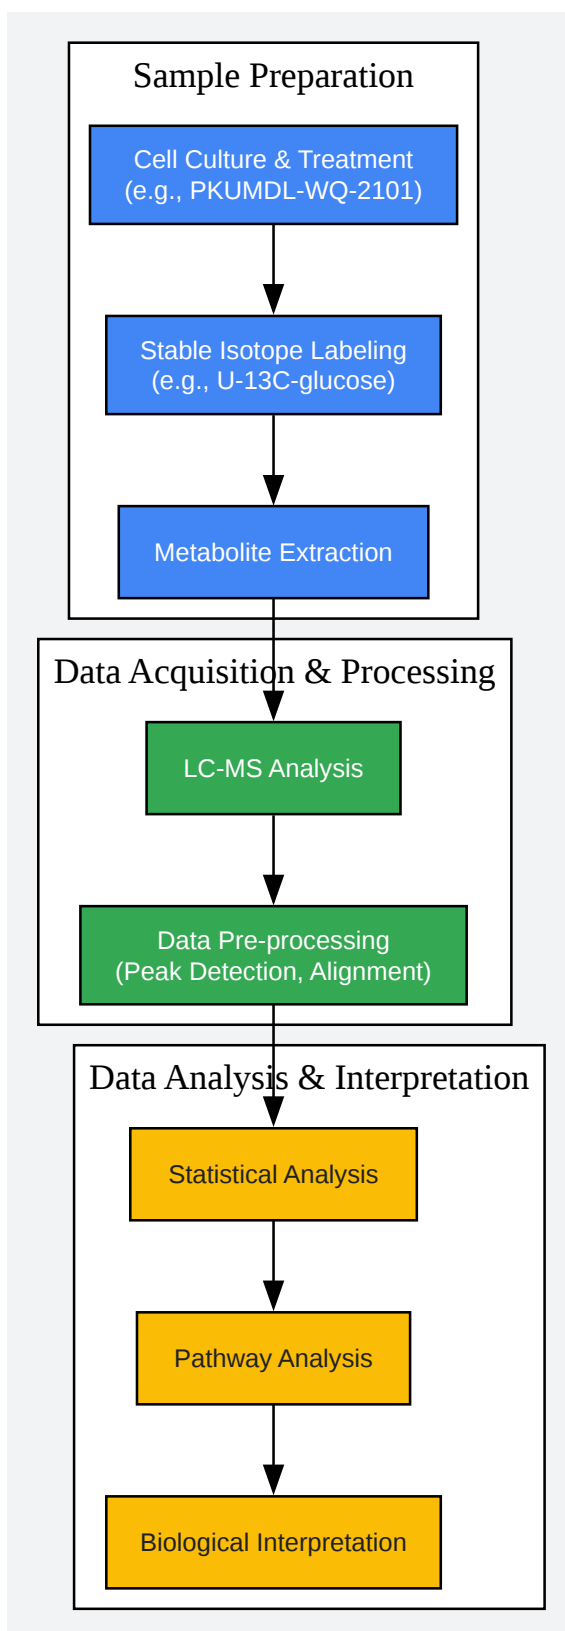 Sample Preparation
Cell Culture & Treatment
(e.g., PKUMDL-WQ-2101)
Stable Isotope Labeling
(e.g., U-13C-glucose)
Metabolite Extraction
Data Acquisition & Processing
LC-MS Analysis
Data Pre-processing
(Peak Detection, Alignment)
Data Analysis & Interpretation
Statistical Analysis
Pathway Analysis
Biological Interpretation